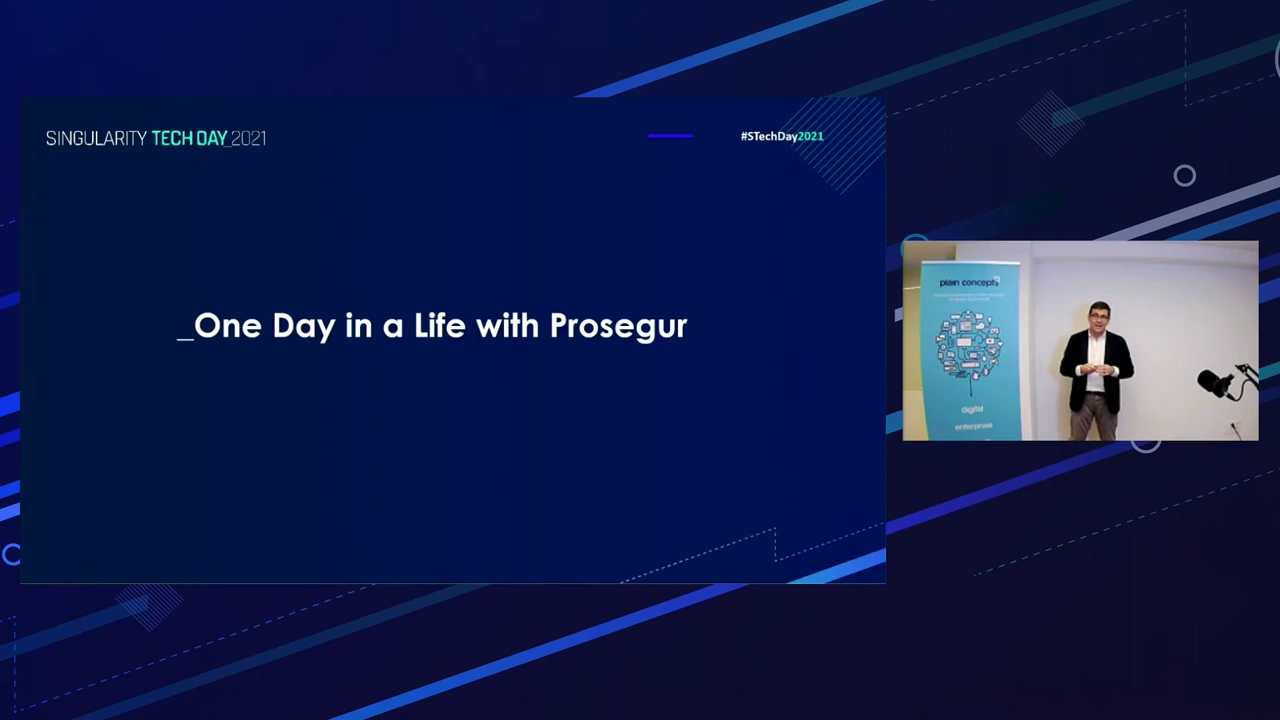 SINGULARITY TECH DAY_2021
#STechDay2021
_One Day in a Life with Prosegur
plain concepts
digital
enterprise